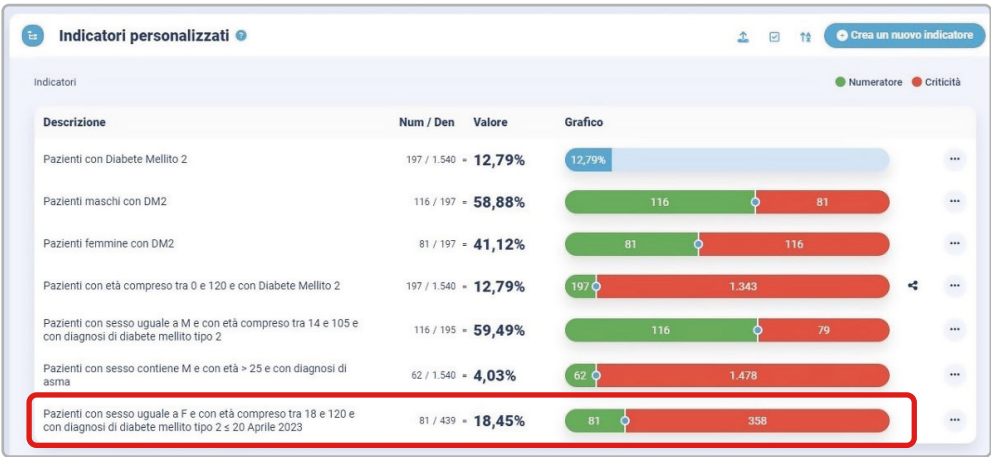 Indicatori personalizzati
Crea un nuovo indicatore
Indicatori
Numeratore Criticità
Descrizione Num / Den Valore Grafico
Pazienti con Diabete Mellito 2 197 / 1.540 = 12,79% 12,79%
Pazienti maschi con DM2 116 / 197 = 58,88% 116 81
Pazienti femmine con DM2 81 / 197 = 41,12% 81 116
Pazienti con età compreso tra 0 e 120 e con Diabete Mellito 2 197 / 1.540 = 12,79% 197 1.343
Pazienti con sesso uguale a M e con età compreso tra 14 e 105 e
con diagnosi di diabete mellito tipo 2 116 / 195 = 59,49% 116 79
Pazienti con sesso contiene M e con età > 25 e con diagnosi di
asma 62 / 1.540 = 4,03% 62 1.478
Pazienti con sesso uguale a F e con età compreso tra 18 e 120 e
con diagnosi di diabete mellito tipo 2 ≤ 20 Aprile 2023 81 / 439 = 18,45% 81 358